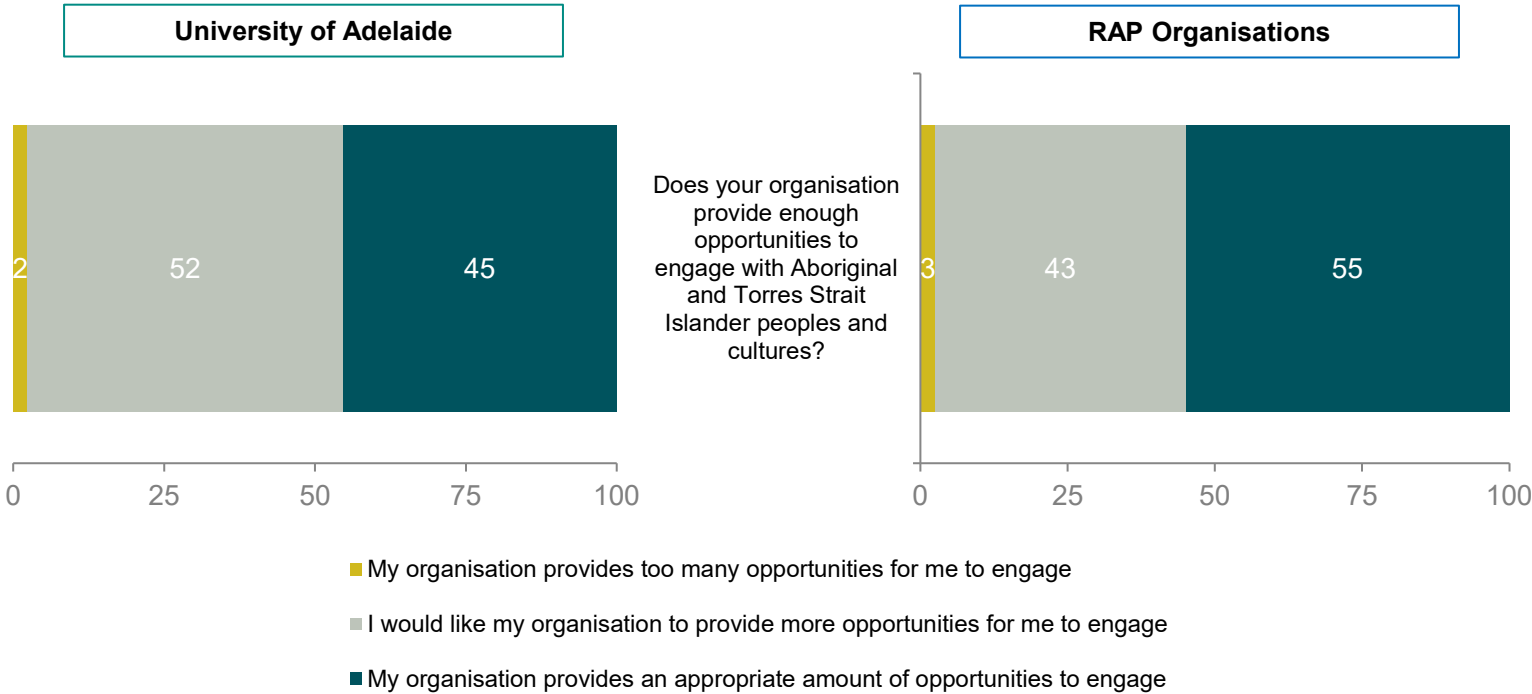 University of Adelaide
RAP Organisations
2
52
45
Does your organisation
provide enough
opportunities to
engage with Aboriginal
and Torres Strait
Islander peoples and
cultures?
3
43
55
0 25 50 75 100
0 25 50 75 100
My organisation provides too many opportunities for me to engage
I would like my organisation to provide more opportunities for me to engage
My organisation provides an appropriate amount of opportunities to engage